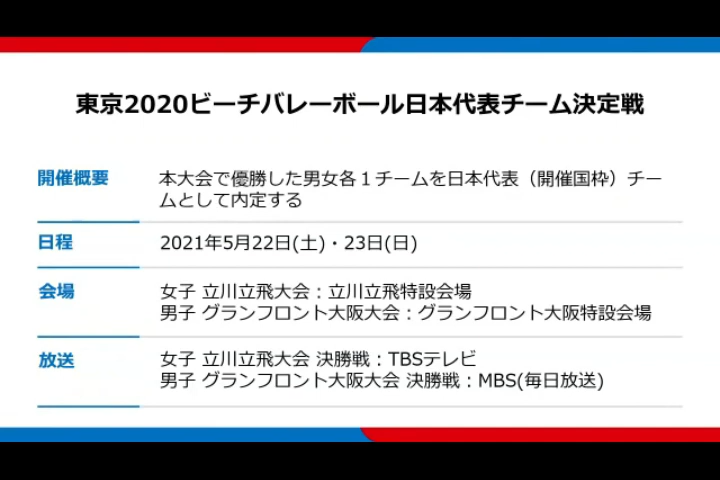 東京2020ビーチバレーボール日本代表チーム決定戦
開催概要
本大会で優勝した男女各１チームを日本代表（開催国枠）チー
ムとして内定する
日程
2021年5月22日(土)・23日(日)
会場
女子 立川立飛大会：立川立飛特設会場
男子 グランフロント大阪大会：グランフロント大阪特設会場
放送
女子 立川立飛大会 決勝戦：TBSテレビ
男子 グランフロント大阪大会 決勝戦：MBS(毎日放送)